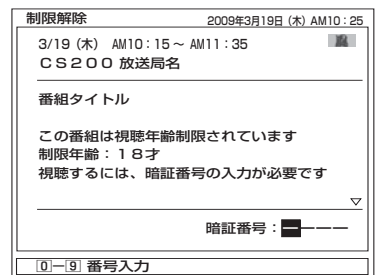 制限解除 2009年3月19日（木）AM10：25
3/19（木） AM10：15～ AM11：35
ＣＳ２００ 放送局名
番組タイトル
この番組は視聴年齢制限されています
制限年齢：１８才
視聴するには、暗証番号の入力が必要です
▽
暗証番号：－－－－
0－9 番号入力